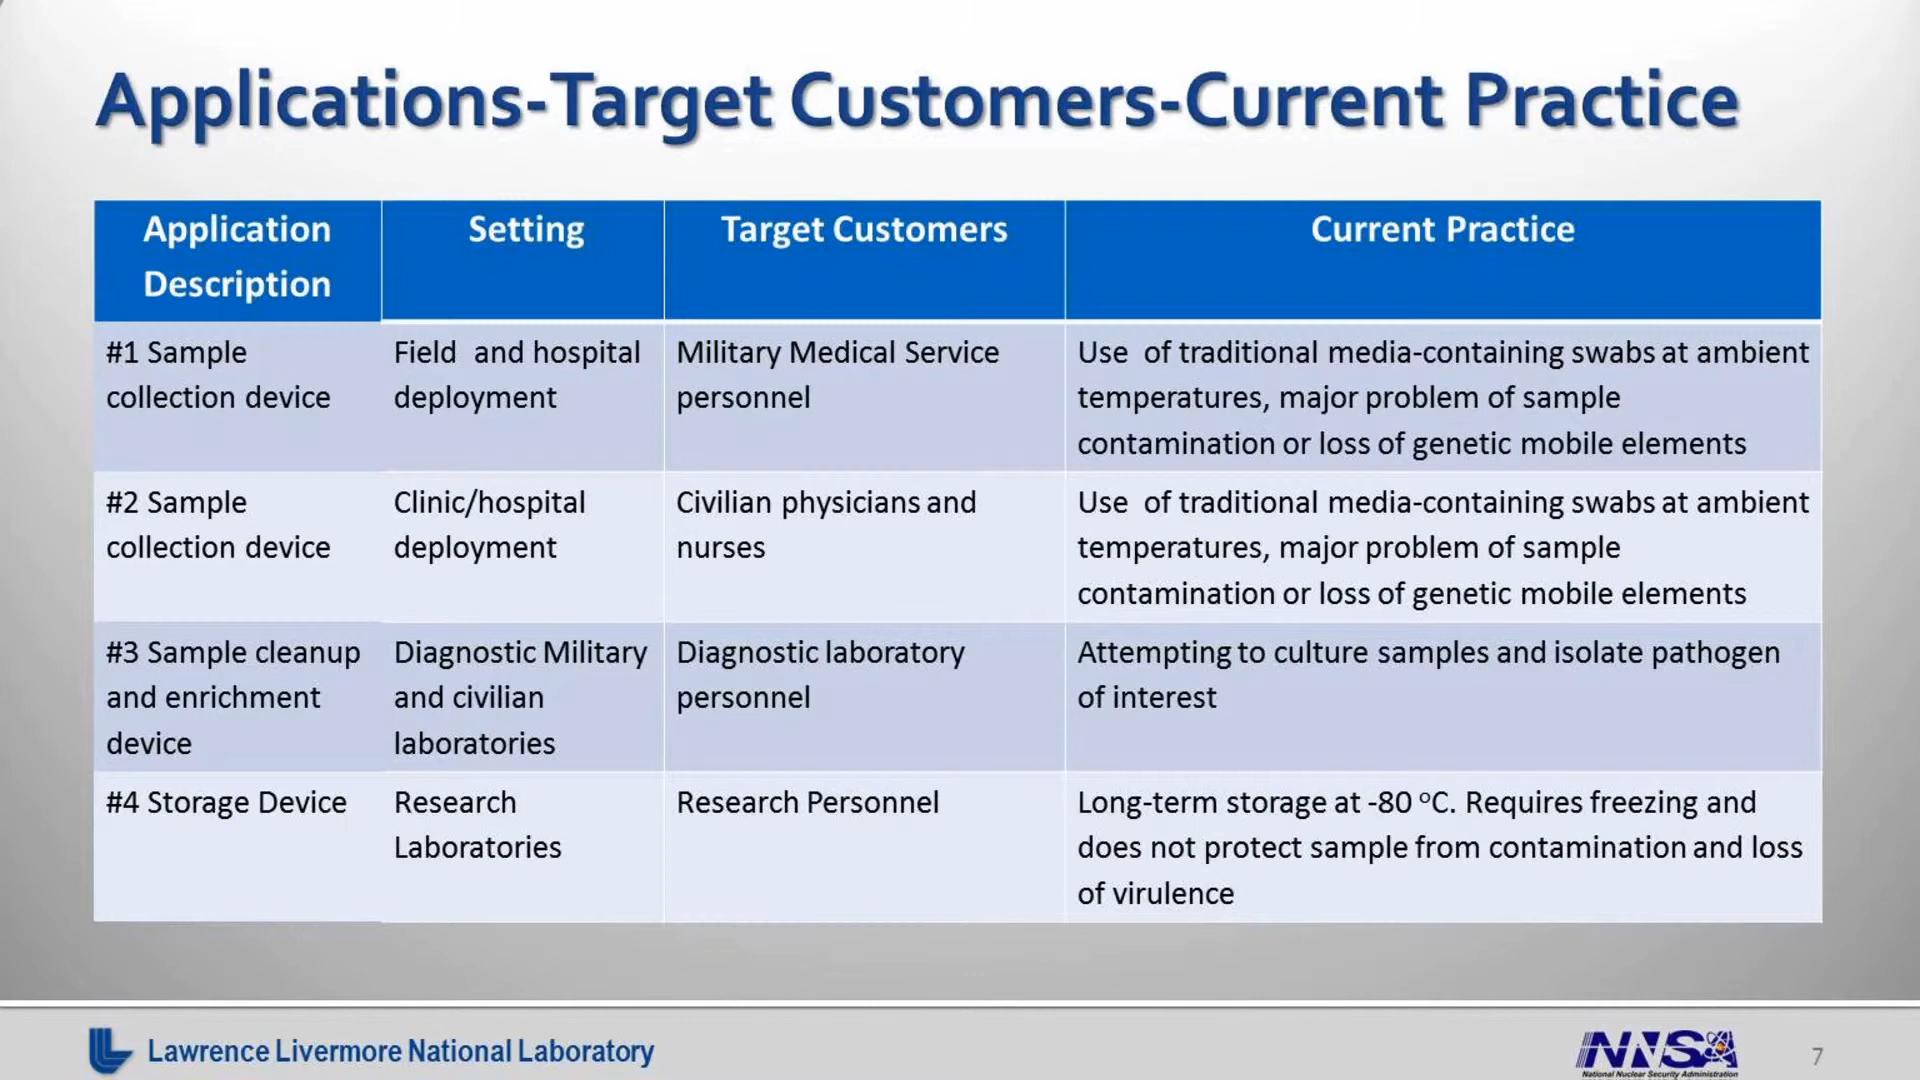 Applications-Target Customers-Current Practice
Application
Description
Setting
Target Customers
Current Practice
#1 Sample
collection device
Field and hospital
deployment
Military Medical Service
personnel
Use of traditional media-containing swabs at ambient
temperatures, major problem of sample
contamination or loss of genetic mobile elements
#2 Sample
collection device
Clinic/hospital
deployment
Civilian physicians and
nurses
Use of traditional media-containing swabs at ambient
temperatures, major problem of sample
contamination or loss of genetic mobile elements
#3 Sample cleanup
and enrichment
device
Diagnostic Military
and civilian
laboratories
Diagnostic laboratory
personnel
Attempting to culture samples and isolate pathogen
of interest
#4 Storage Device
Research
Laboratories
Research Personnel
Long-term storage at -80 ºC. Requires freezing and
does not protect sample from contamination and loss
of virulence
Lawrence Livermore National Laboratory
NNSA
National Nuclear Security Administration
7